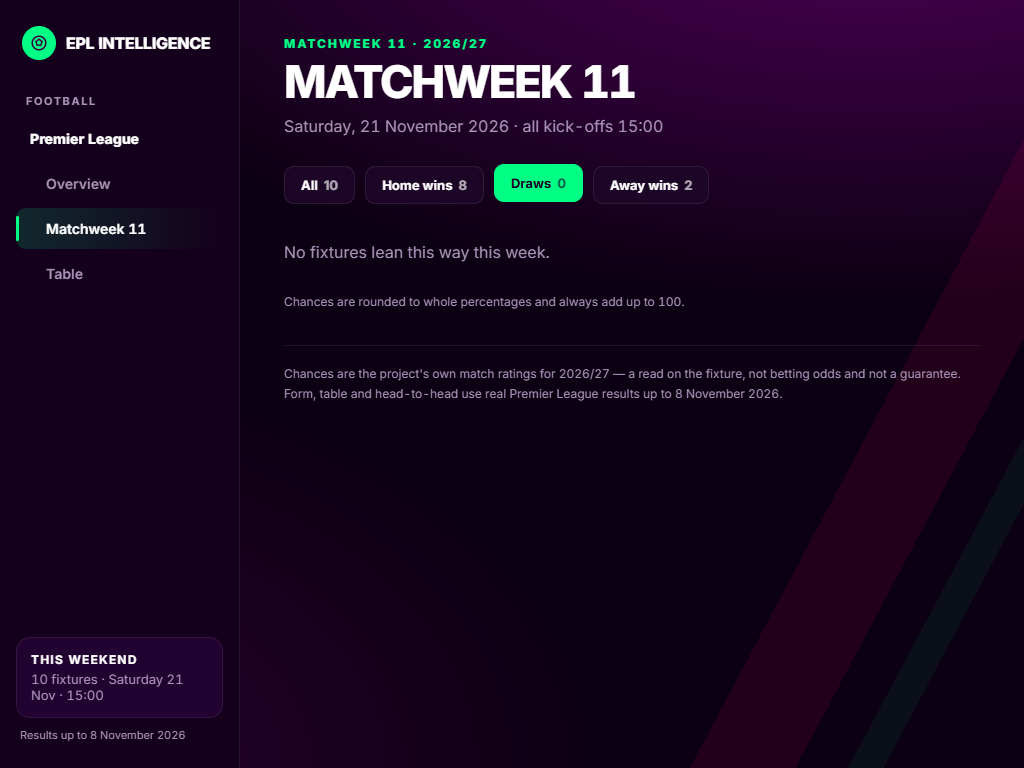 EPL INTELLIGENCE
FOOTBALL
Premier League
Overview
Matchweek 11
Table
THIS WEEKEND
10 fixtures · Saturday 21
Nov · 15:00
Results up to 8 November 2026
MATCHWEEK 11 · 2026/27
MATCHWEEK 11
Saturday, 21 November 2026 · all kick-offs 15:00
All 10
Home wins 8
Draws 0
Away wins 2
No fixtures lean this way this week.
Chances are rounded to whole percentages and always add up to 100.
Chances are the project's own match ratings for 2026/27 — a read on the fixture, not betting odds and not a guarantee.
Form, table and head-to-head use real Premier League results up to 8 November 2026.